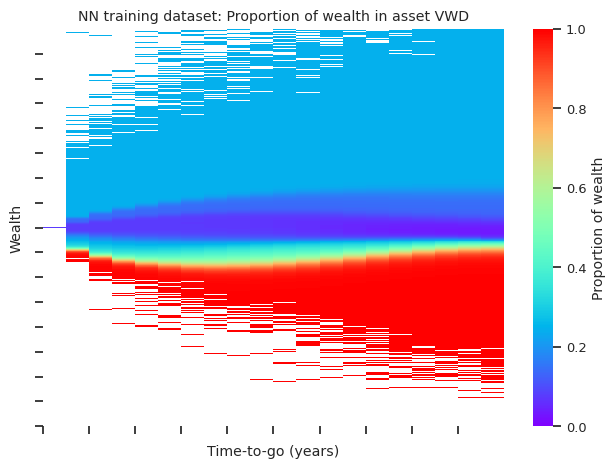 NN training dataset: Proportion of wealth in asset VWD
Wealth
Time-to-go (years)
1.0
0.8
0.6
0.4
0.2
0.0
Proportion of wealth